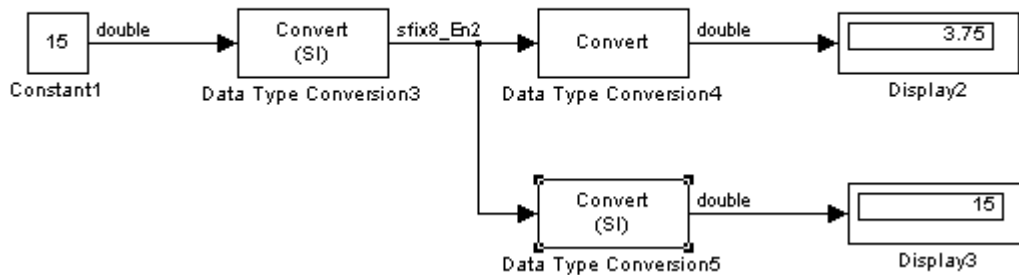 15
double
Convert
(SI)
sfix8_En2
Convert
double
3.75
Constant1
Data Type Conversion3
Data Type Conversion4
Display2
Convert
(SI)
double
15
Data Type Conversion5
Display3